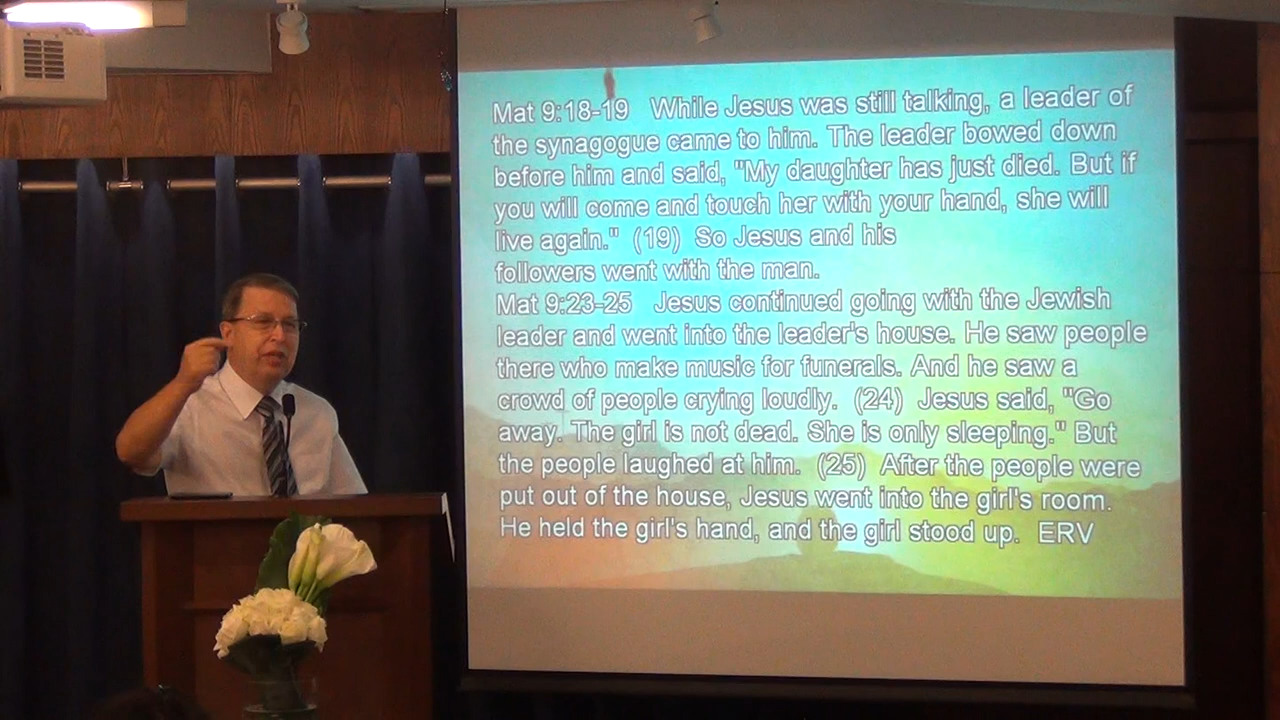 Mat 9:18-19 While Jesus was still talking, a leader of
the synagogue came to him. The leader bowed down
before him and said, "My daughter has just died. But if
you will come and touch her with your hand, she will
live again." (19) So Jesus and his
followers went with the man.
Mat 9:23-25 Jesus continued going with the Jewish
leader and went into the leader's house. He saw people
there who make music for funerals. And he saw a
crowd of people crying loudly. (24) Jesus said, "Go
away. The girl is not dead. She is only sleeping." But
the people laughed at him. (25) After the people were
put out of the house, Jesus went into the girl's room.
He held the girl's hand, and the girl stood up. ERV